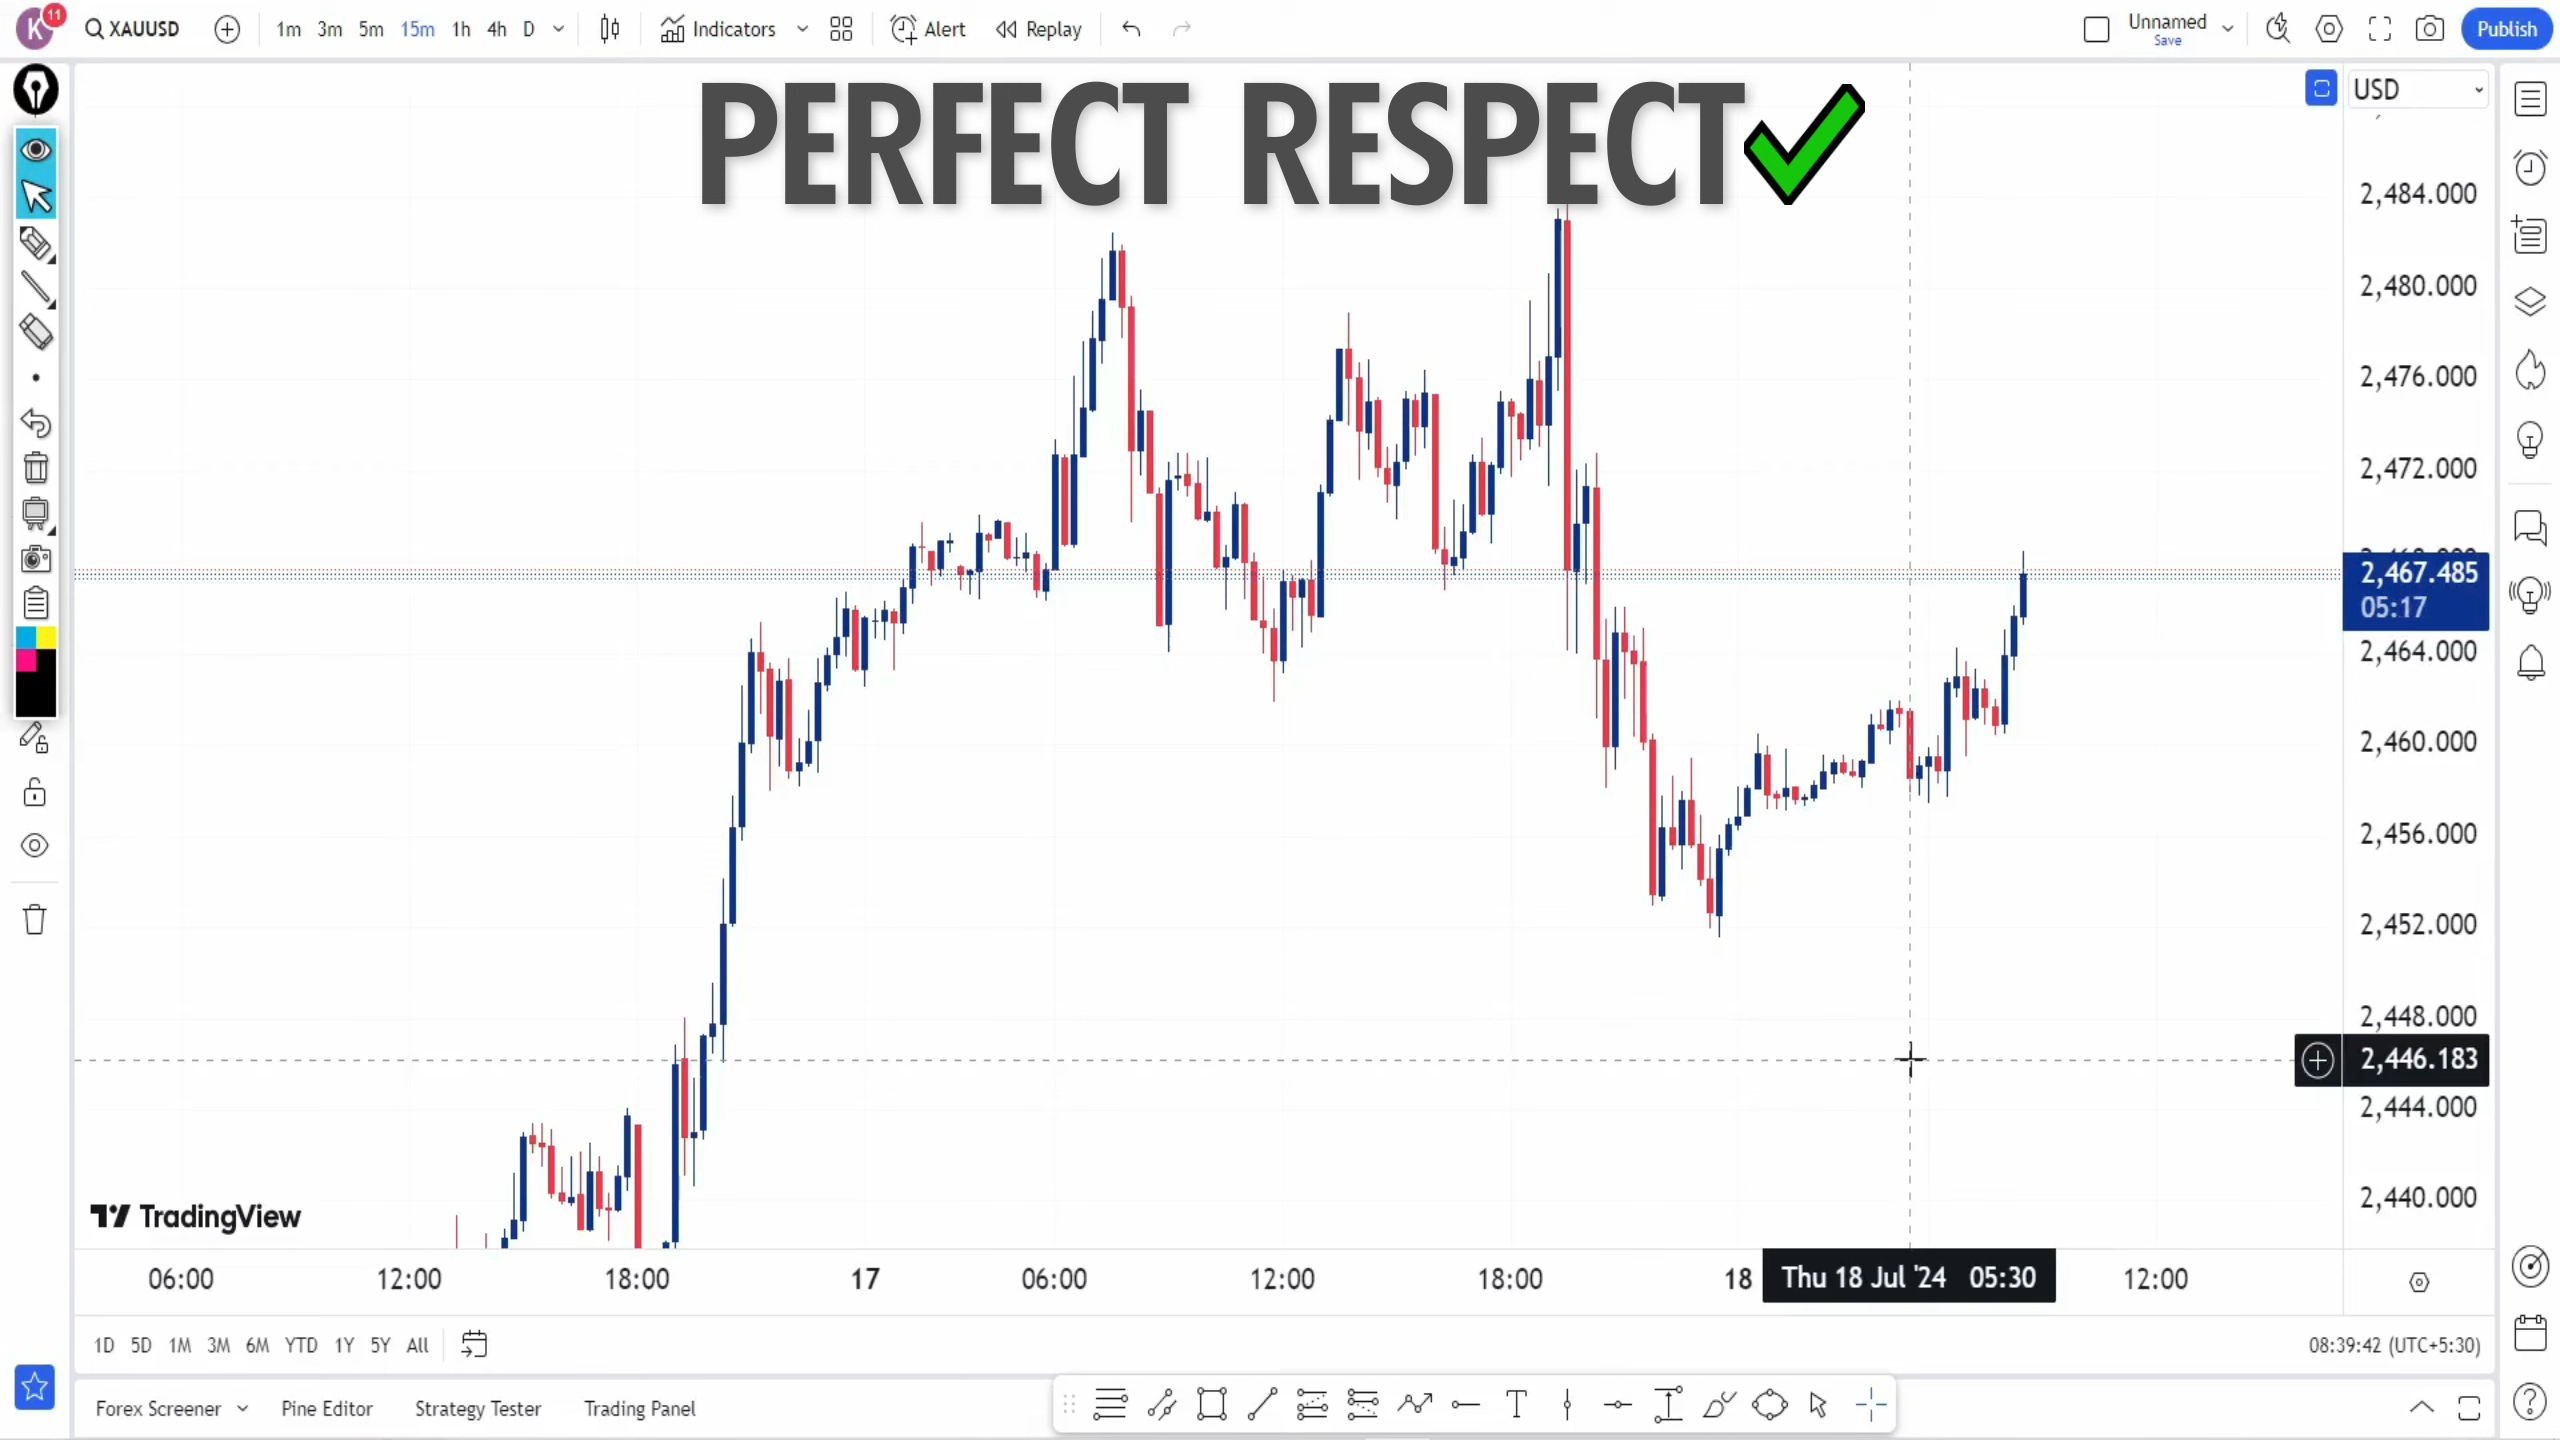 K 11 XAUUSD 1m 3m 5m 15m 1h 4h D Indicators Alert Replay Unnamed Save Publish
PERFECT RESPECT
USD
2,484.000
2,480.000
2,476.000
2,472.000
2,467.485
05:17
2,464.000
2,460.000
2,456.000
2,452.000
2,448.000
2,446.183
2,444.000
2,440.000
TradingView
06:00 12:00 18:00 17 06:00 12:00 18:00 18 Thu 18 Jul '24 05:30 12:00
1D 5D 1M 3M 6M YTD 1Y 5Y All 08:39:42 (UTC+5:30)
Forex Screener Pine Editor Strategy Tester Trading Panel